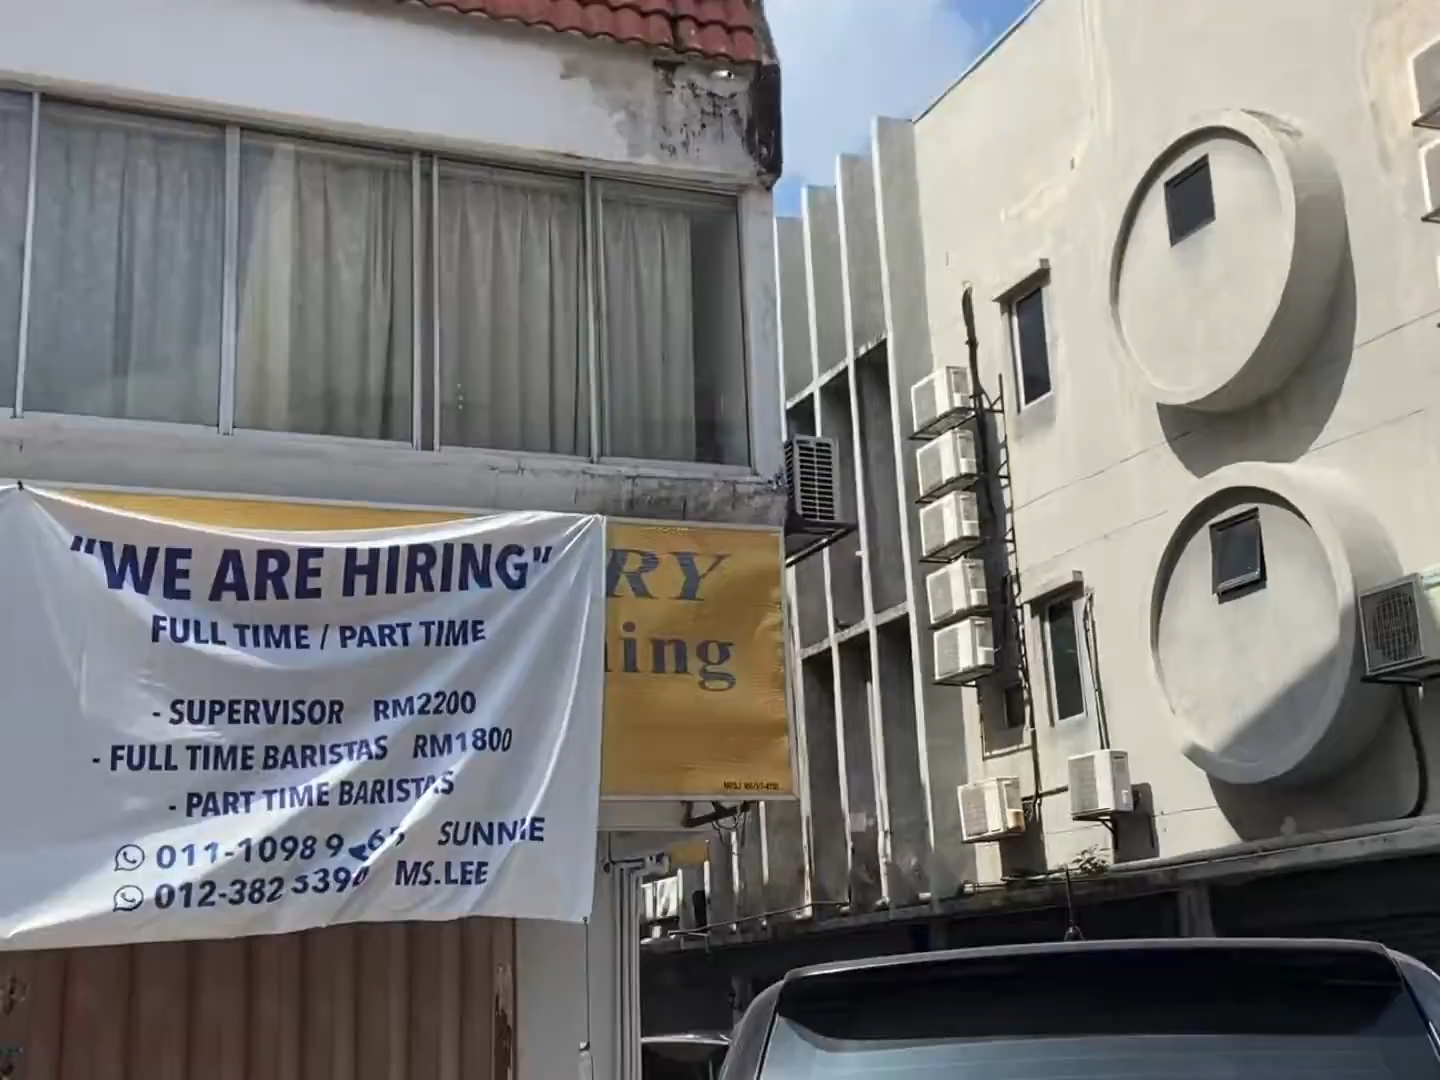 "WE ARE HIRING"
FULL TIME / PART TIME
- SUPERVISOR RM2200
- FULL TIME BARISTAS RM1800
- PART TIME BARISTAS
SUNNIE
MS.LEE
RY
ing